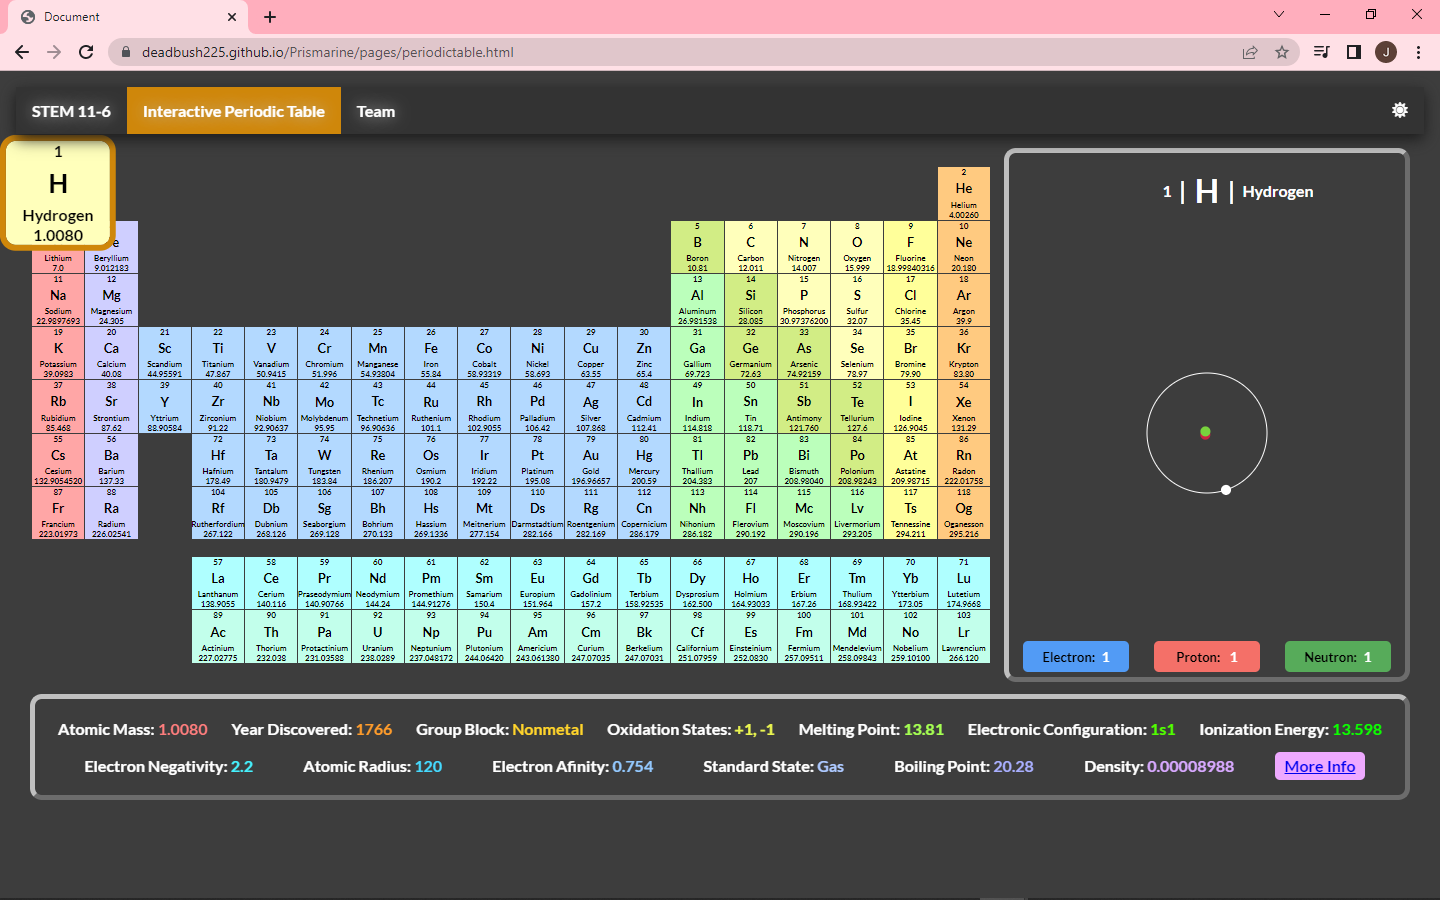 Document
deadbush225.github.io/Prismarine/pages/periodictable.html
J
STEM 11-6 Interactive Periodic Table Team
1
H
Hydrogen
1.0080
2
He
Helium
4.00260
e 5 6 7 8 9 10
B C N O F Ne
Lithium Beryllium Boron Carbon Nitrogen Oxygen Fluorine Neon
7.0 9.012183 10.81 12.011 14.007 15.999 18.99840316 20.180
11 12 13 14 15 16 17 18
Na Mg Al Si P S Cl Ar
Sodium Magnesium Aluminum Silicon Phosphorus Sulfur Chlorine Argon
22.9897693 24.305 26.981538 28.085 30.97376200 32.07 35.45 39.9
19 20 21 22 23 24 25 26 27 28 29 30 31 32 33 34 35 36
K Ca Sc Ti V Cr Mn Fe Co Ni Cu Zn Ga Ge As Se Br Kr
Potassium Calcium Scandium Titanium Vanadium Chromium Manganese Iron Cobalt Nickel Copper Zinc Gallium Germanium Arsenic Selenium Bromine Krypton
39.0983 40.08 44.95591 47.867 50.9415 51.996 54.93804 55.84 58.93319 58.693 63.55 65.4 69.723 72.63 74.92159 78.97 79.90 83.80
37 38 39 40 41 42 43 44 45 46 47 48 49 50 51 52 53 54
Rb Sr Y Zr Nb Mo Tc Ru Rh Pd Ag Cd In Sn Sb Te I Xe
Rubidium Strontium Yttrium Zirconium Niobium Molybdenum Technetium Ruthenium Rhodium Palladium Silver Cadmium Indium Tin Antimony Tellurium Iodine Xenon
85.468 87.62 88.90584 91.22 92.90637 95.95 96.90636 101.1 102.9055 106.42 107.868 112.41 114.818 118.71 121.760 127.6 126.9045 131.29
55 56 72 73 74 75 76 77 78 79 80 81 82 83 84 85 86
Cs Ba Hf Ta W Re Os Ir Pt Au Hg Tl Pb Bi Po At Rn
Cesium Barium Hafnium Tantalum Tungsten Rhenium Osmium Iridium Platinum Gold Mercury Thallium Lead Bismuth Polonium Astatine Radon
132.9054520 137.33 178.49 180.9479 183.84 186.207 190.2 192.22 195.08 196.96657 200.59 204.383 207 208.98040 208.98243 209.98715 222.01758
87 88 104 105 106 107 108 109 110 111 112 113 114 115 116 117 118
Fr Ra Rf Db Sg Bh Hs Mt Ds Rg Cn Nh Fl Mc Lv Ts Og
Francium Radium Rutherfordium Dubnium Seaborgium Bohrium Hassium Meitnerium Darmstadtium Roentgenium Copernicium Nihonium Flerovium Moscovium Livermorium Tennessine Oganesson
223.01973 226.02541 267.122 268.126 269.128 270.133 269.1336 277.154 282.166 282.169 286.179 286.182 290.192 290.196 293.205 294.211 295.216
57 58 59 60 61 62 63 64 65 66 67 68 69 70 71
La Ce Pr Nd Pm Sm Eu Gd Tb Dy Ho Er Tm Yb Lu
Lanthanum Cerium Praseodymium Neodymium Promethium Samarium Europium Gadolinium Terbium Dysprosium Holmium Erbium Thulium Ytterbium Lutetium
138.9055 140.116 140.90766 144.24 144.91276 150.4 151.964 157.2 158.92535 162.500 164.93033 167.26 168.93422 173.05 174.9668
89 90 91 92 93 94 95 96 97 98 99 100 101 102 103
Ac Th Pa U Np Pu Am Cm Bk Cf Es Fm Md No Lr
Actinium Thorium Protactinium Uranium Neptunium Plutonium Americium Curium Berkelium Californium Einsteinium Fermium Mendelevium Nobelium Lawrencium
227.02775 232.038 231.03588 238.0289 237.048172 244.06420 243.061380 247.07035 247.07031 251.07959 252.0830 257.09511 258.09843 259.10100 266.120
1 | H | Hydrogen
Electron: 1 Proton: 1 Neutron: 1
Atomic Mass: 1.0080 Year Discovered: 1766 Group Block: Nonmetal Oxidation States: +1, -1 Melting Point: 13.81 Electronic Configuration: 1s1 Ionization Energy: 13.598
Electron Negativity: 2.2 Atomic Radius: 120 Electron Afinity: 0.754 Standard State: Gas Boiling Point: 20.28 Density: 0.00008988 More Info